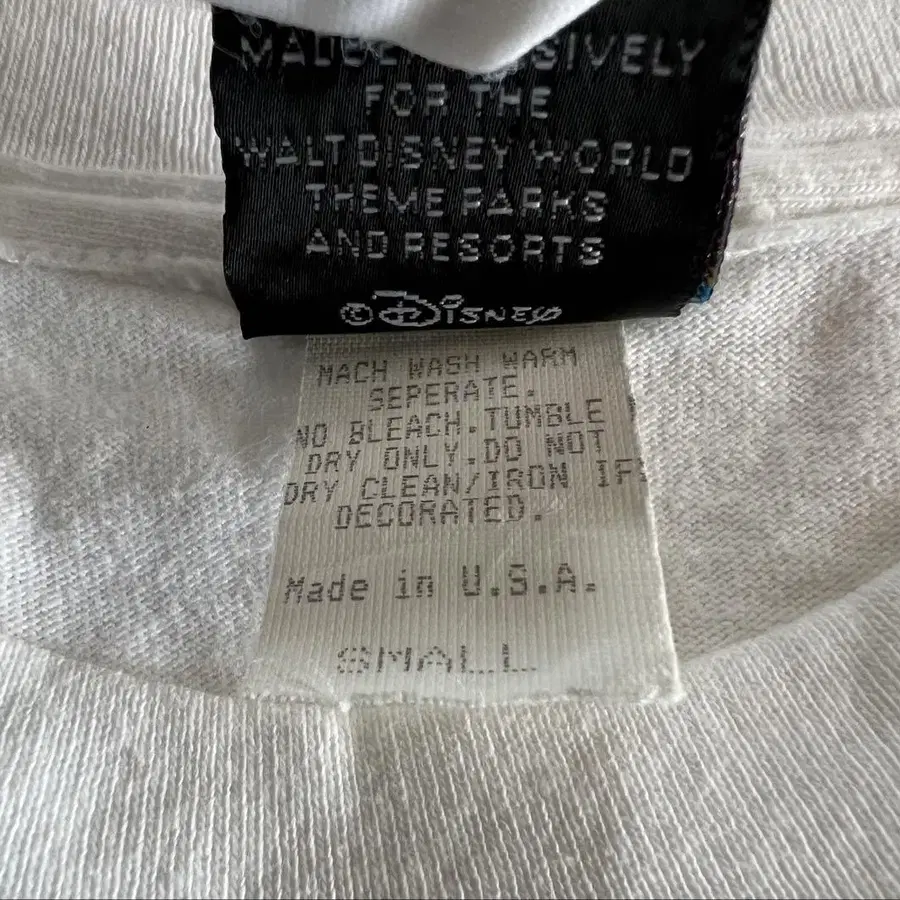 FOR THE
WALT DISNEY WORLD
THEME PARKS
AND RESORTS
© DISNEY
MACH WASH WARM
SEPERATE.
NO BLEACH.TUMBLE
DRY ONLY.DO NOT
DRY CLEAN/IRON IF
DECORATED.
Made in U.S.A.
SMALL